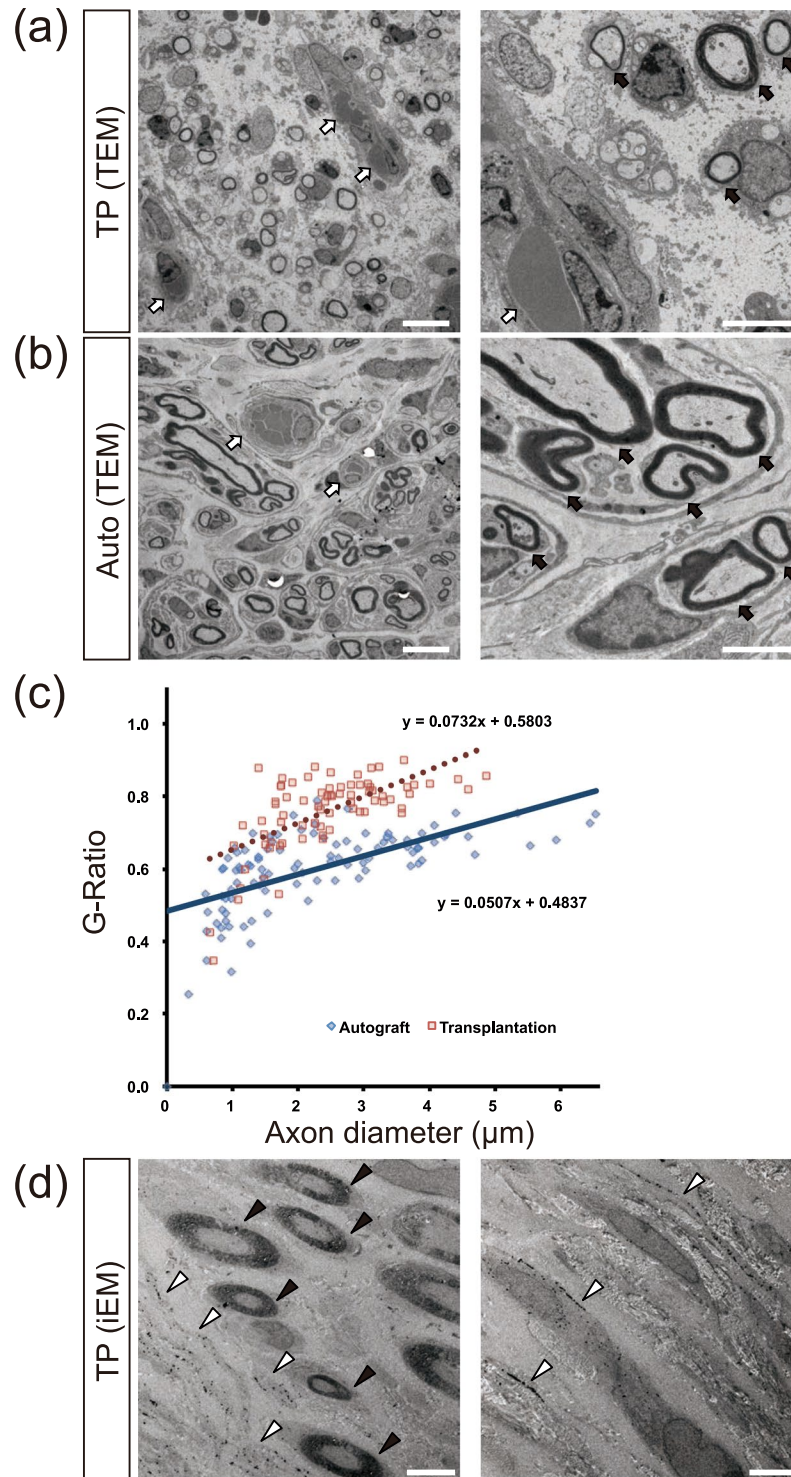 (a)
TP (TEM)
(b)
Auto (TEM)
(c)
G-Ratio
1.0
0.8
0.6
0.4
0.2
0.0
y = 0.0732x + 0.5803
y = 0.0507x + 0.4837
Autograft Transplantation
0 1 2 3 4 5 6
Axon diameter (µm)
(d)
TP (iEM)